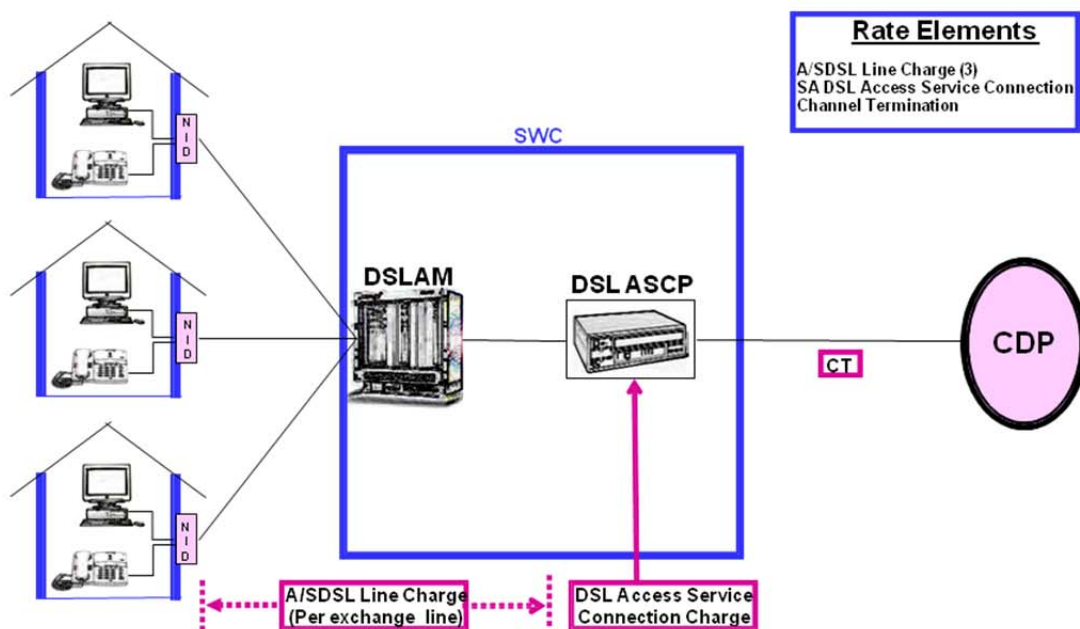 Rate Elements
A/SDSL Line Charge (3)
SA DSL Access Service Connection
Channel Termination
SWC
N
I
D
DSLAM
DSL ASCP
N
I
D
CT
CDP
N
I
D
A/SDSL Line Charge
(Per exchange line)
DSL Access Service
Connection Charge